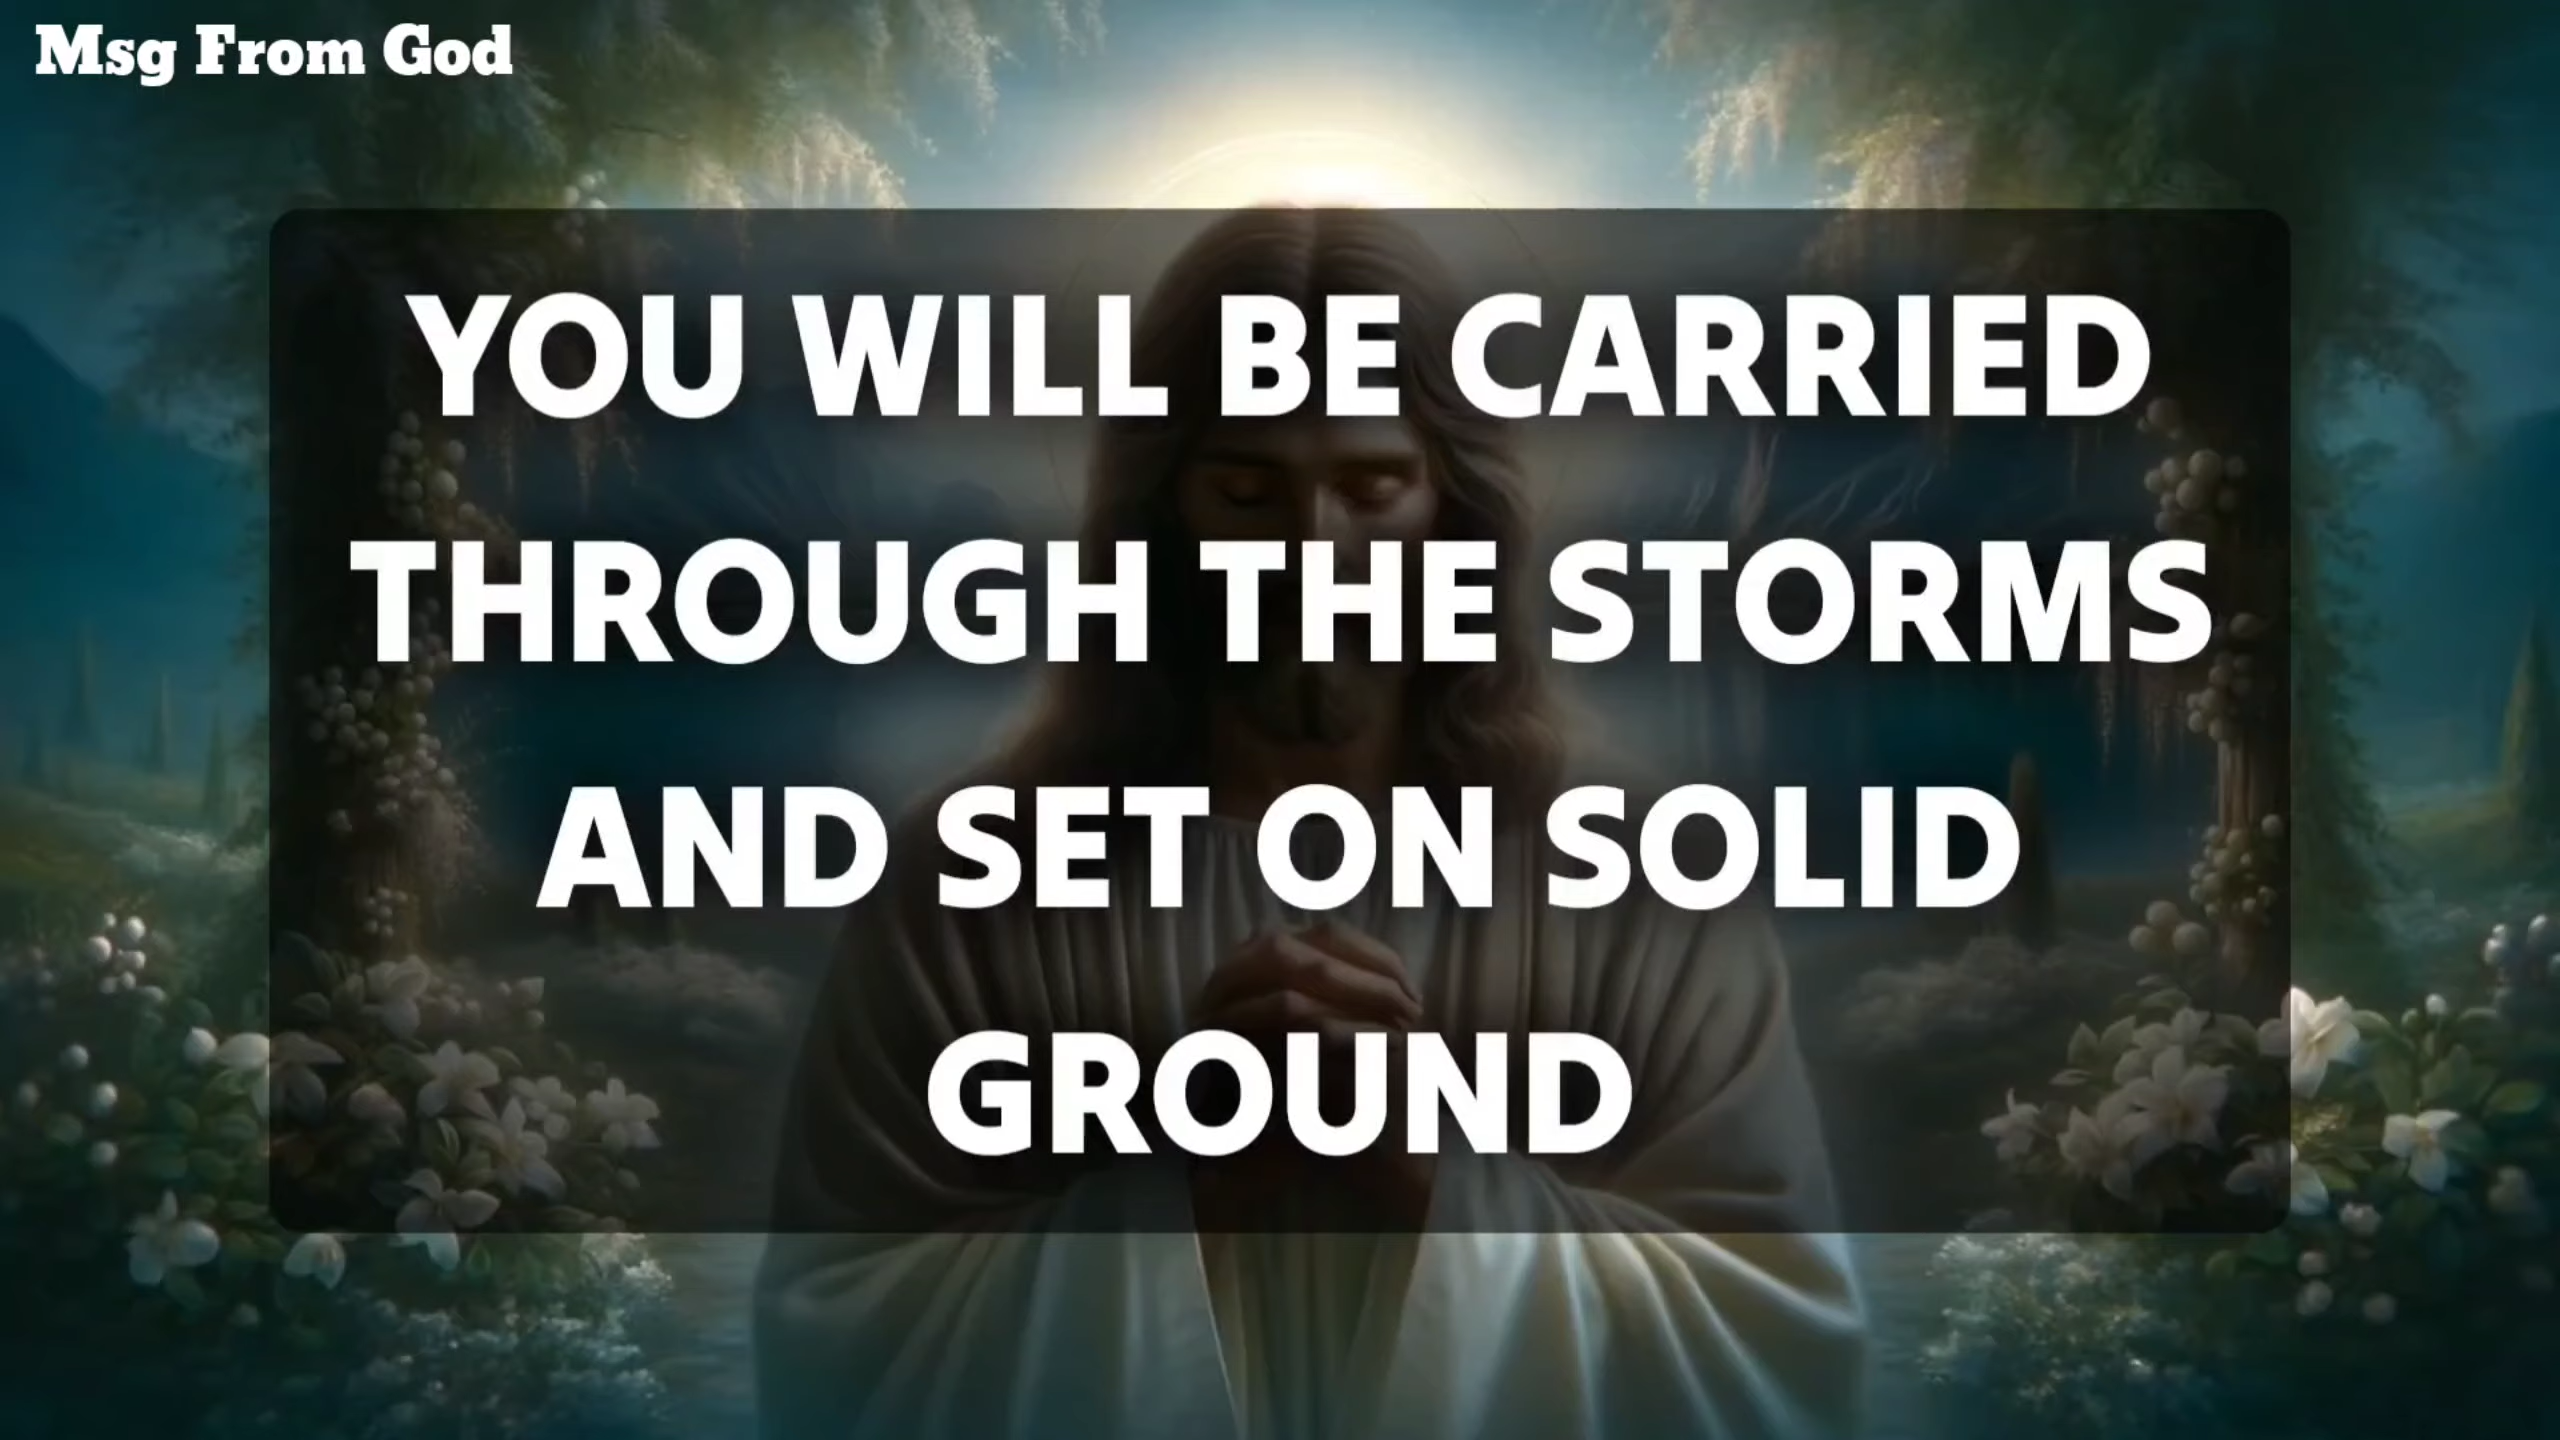 Msg From God
YOU WILL BE CARRIED
THROUGH THE STORMS
AND SET ON SOLID
GROUND